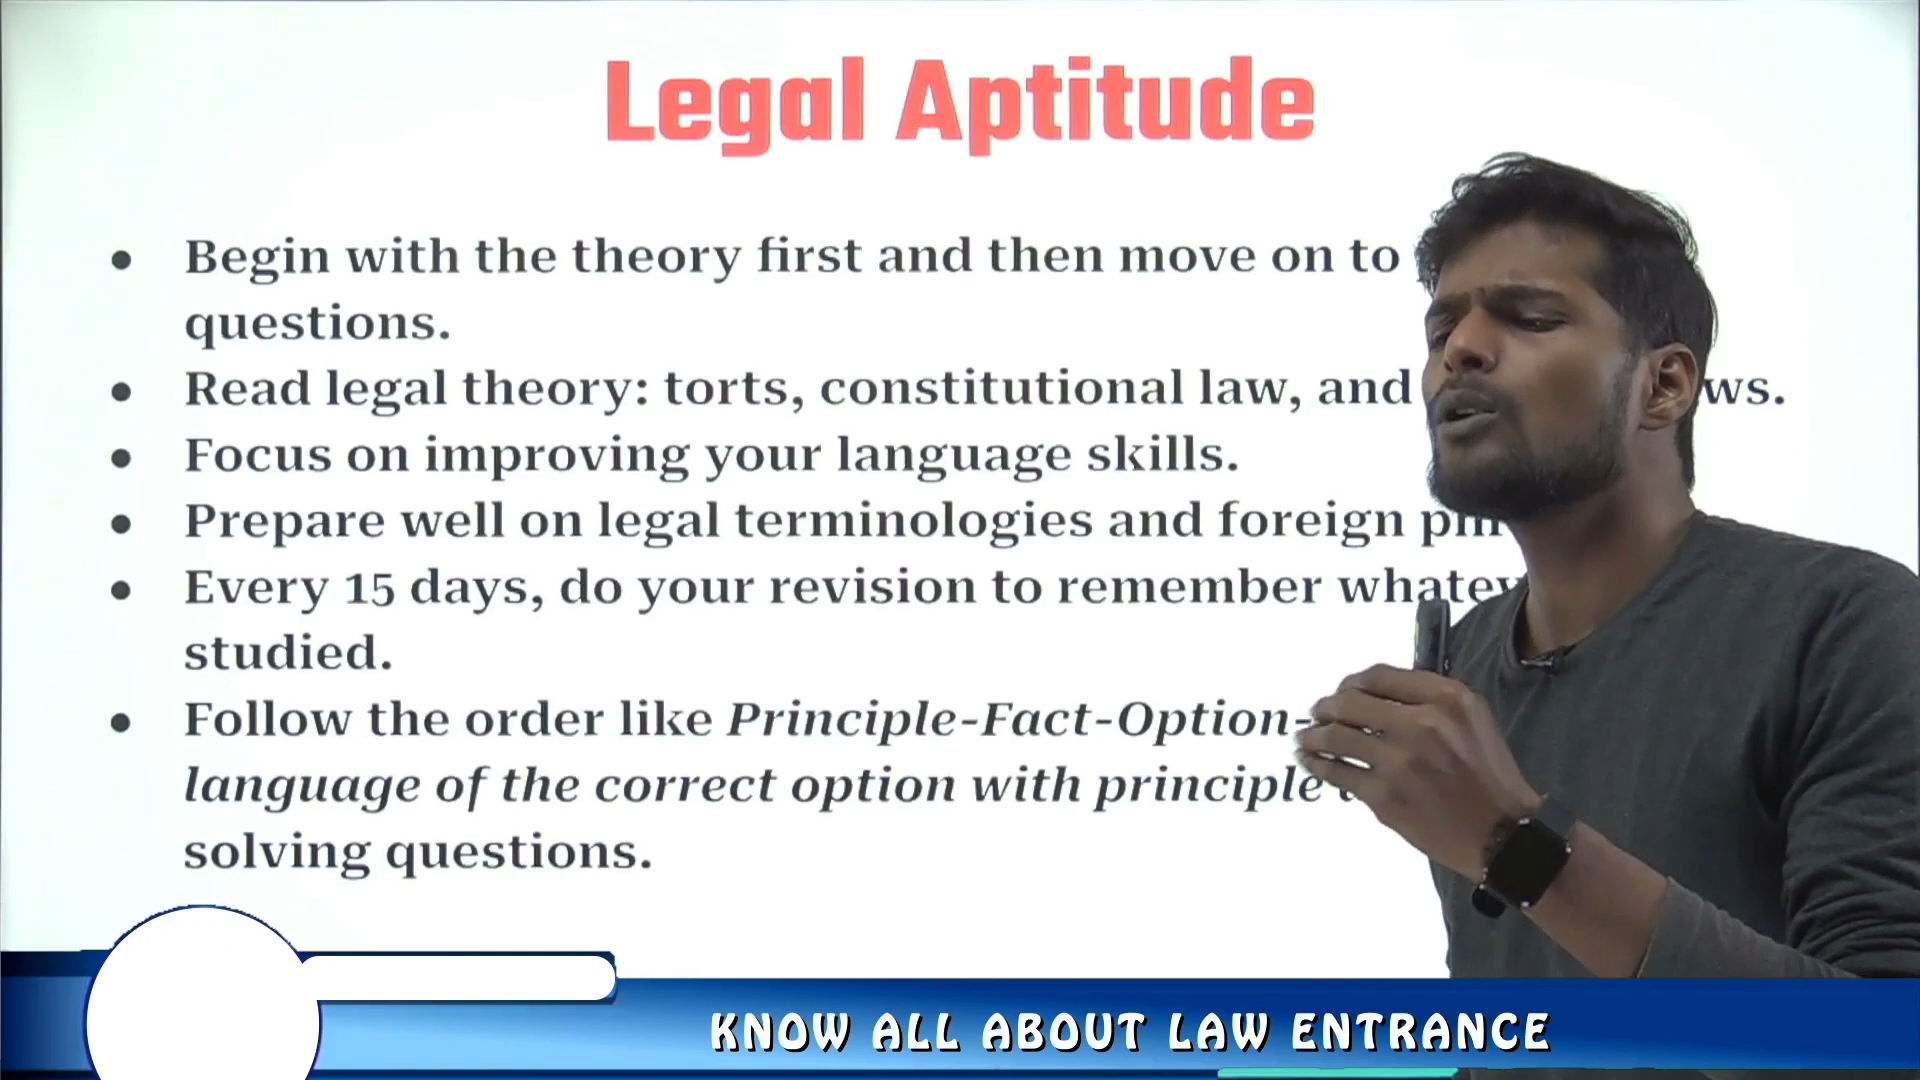 Legal Aptitude
Begin with the theory first and then move on to
questions.
Read legal theory: torts, constitutional law, and
Focus on improving your language skills.
Prepare well on legal terminologies and foreign
Every 15 days, do your revision to remember
studied.
Follow the order like Principle-Fact-Option-
language of the correct option with principle
solving questions.
KNOW ALL ABOUT LAW ENTRANCE